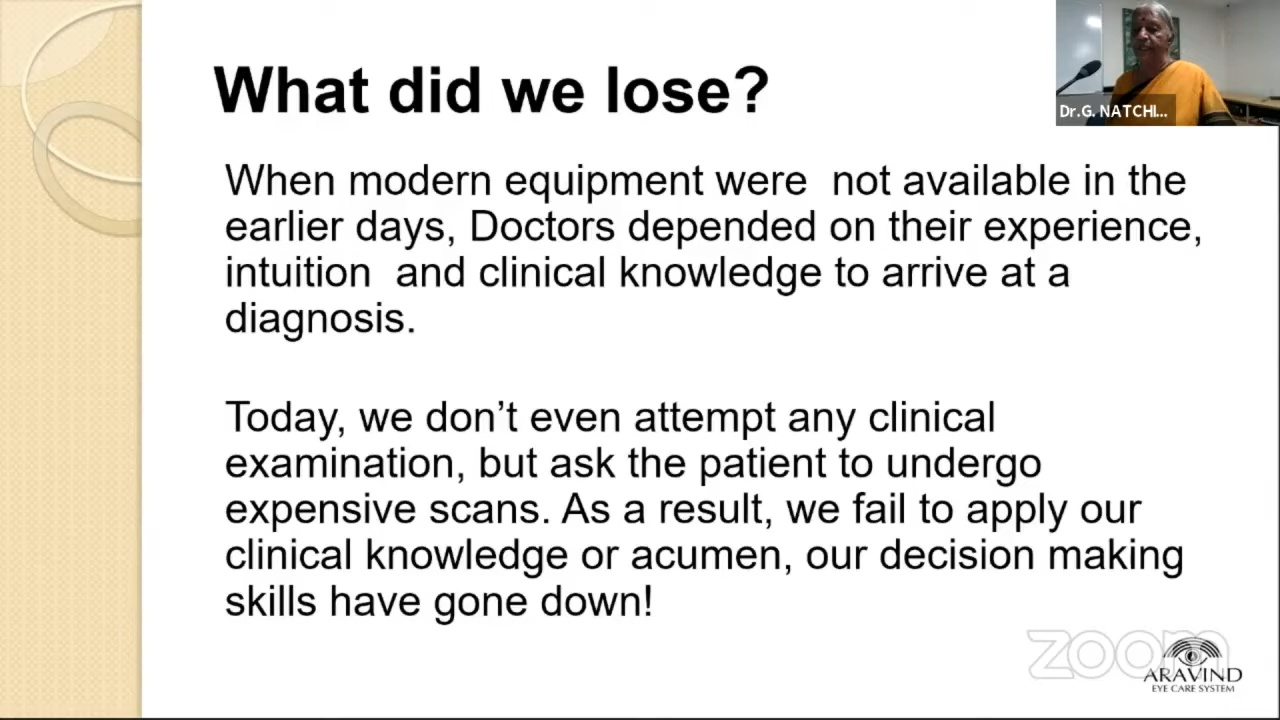 What did we lose?
Dr.G. NATCHI...
When modern equipment were  not available in the
earlier days, Doctors depended on their experience,
intuition  and clinical knowledge to arrive at a
diagnosis.
Today, we don’t even attempt any clinical
examination, but ask the patient to undergo
expensive scans. As a result, we fail to apply our
clinical knowledge or acumen, our decision making
skills have gone down!
zoom
ARAVIND
EYE CARE SYSTEM